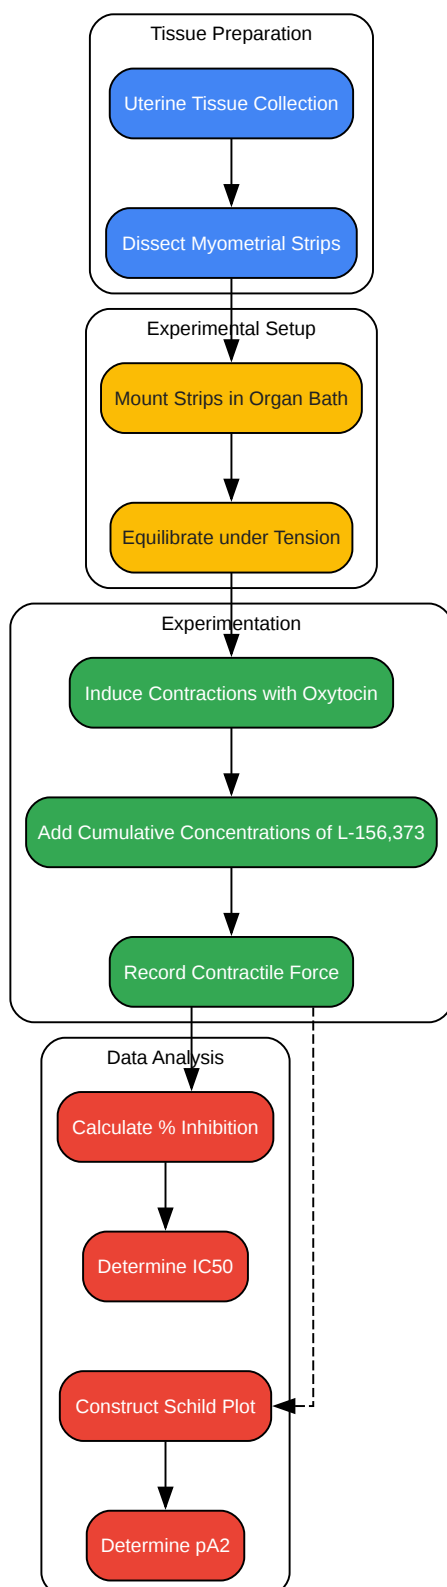 Tissue Preparation
Uterine Tissue Collection
Dissect Myometrial Strips
Experimental Setup
Mount Strips in Organ Bath
Equilibrate under Tension
Experimentation
Induce Contractions with Oxytocin
Add Cumulative Concentrations of L-156,373
Record Contractile Force
Data Analysis
Calculate % Inhibition
Determine IC50
Construct Schild Plot
Determine pA2